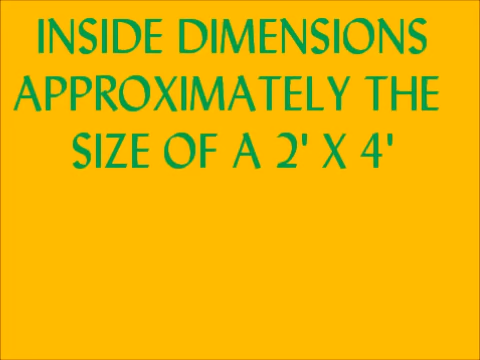 INSIDE DIMENSIONS
APPROXIMATELY THE
SIZE OF A 2' X 4'